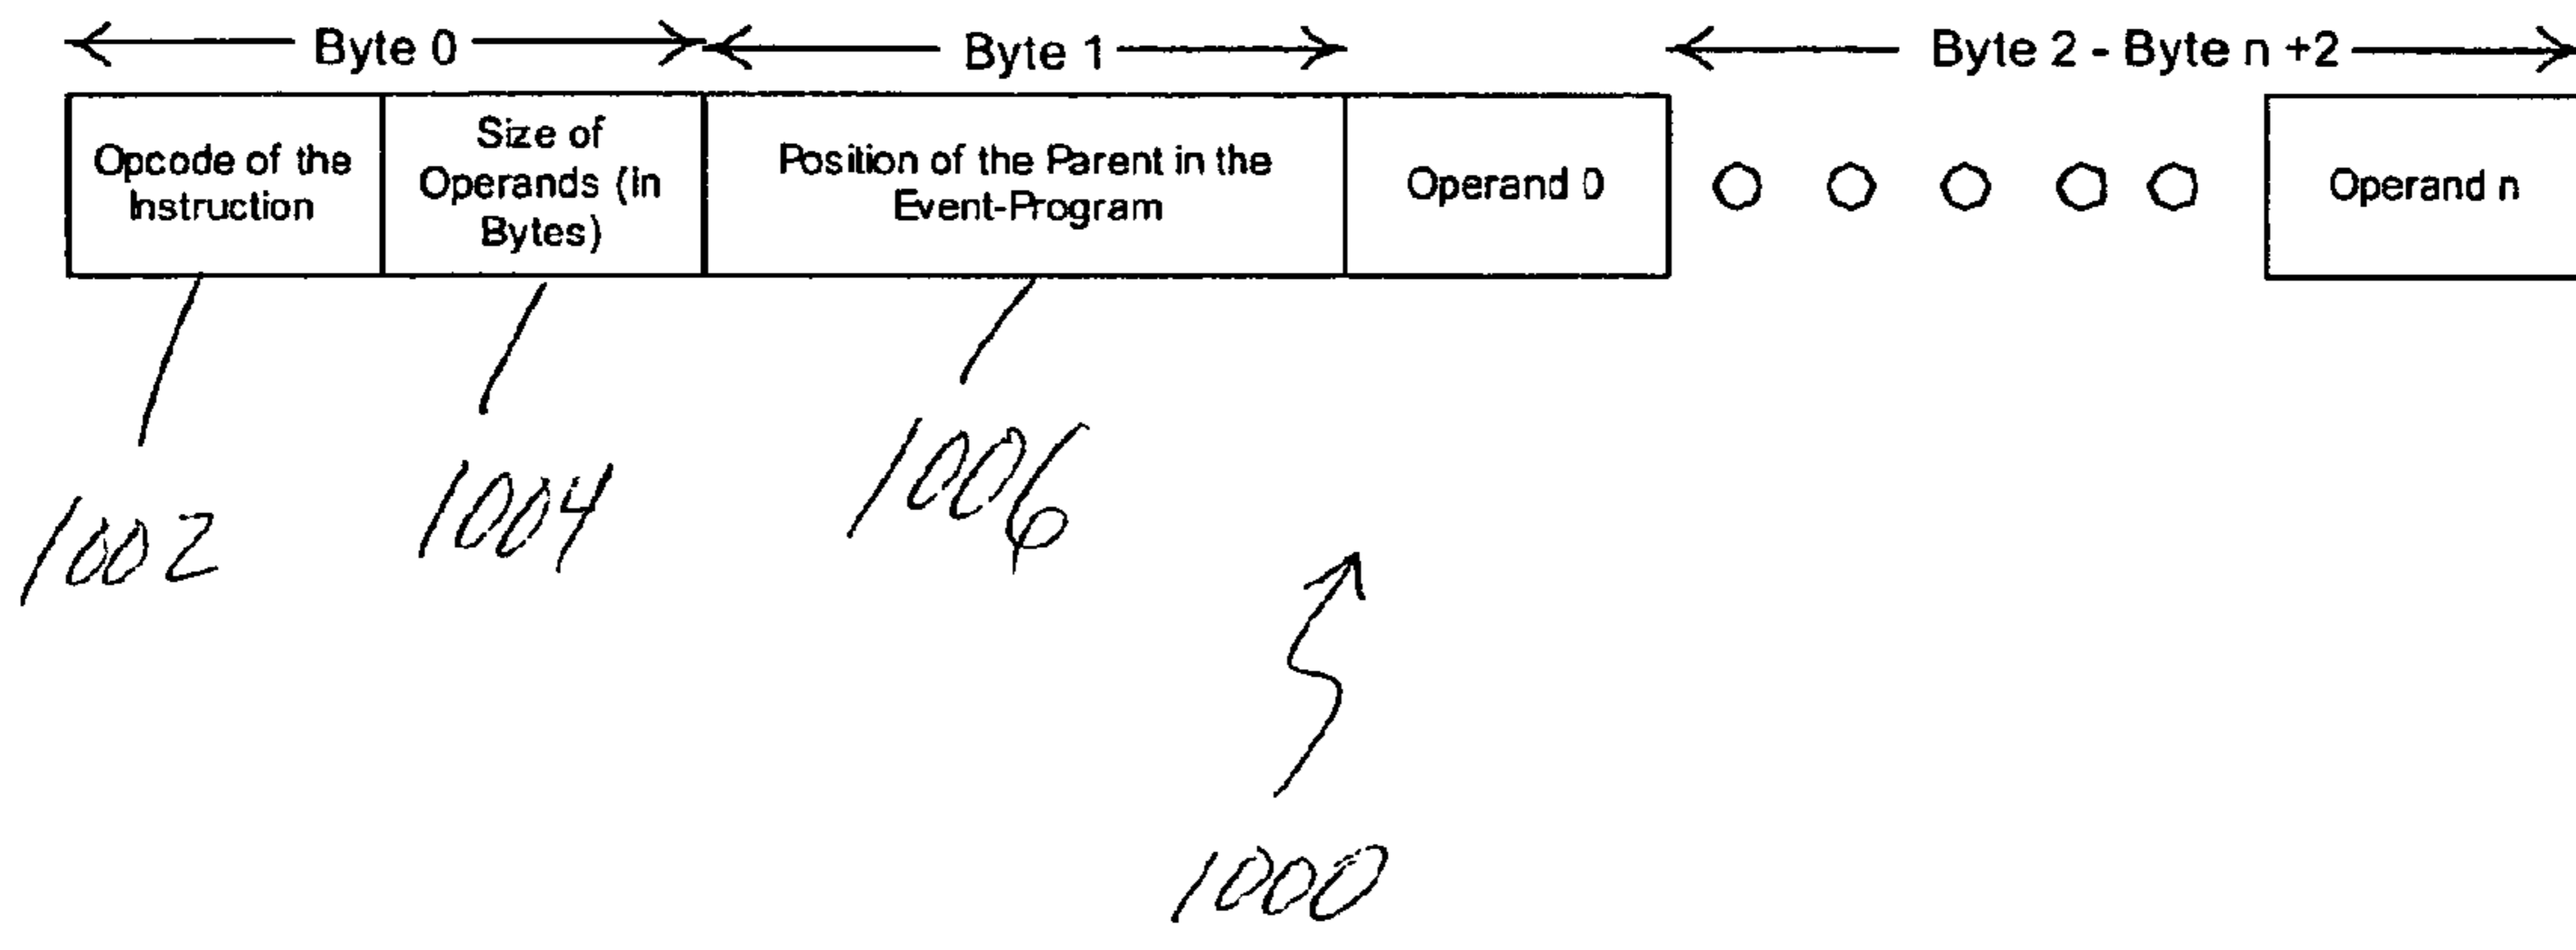 Byte 0
Byte 1
Byte 2 - Byte n +2
Opcode of the
Instruction
Size of
Operands (in
Bytes)
Position of the Parent in the
Event-Program
Operand 0
Operand n
1002
1004
1006
1000